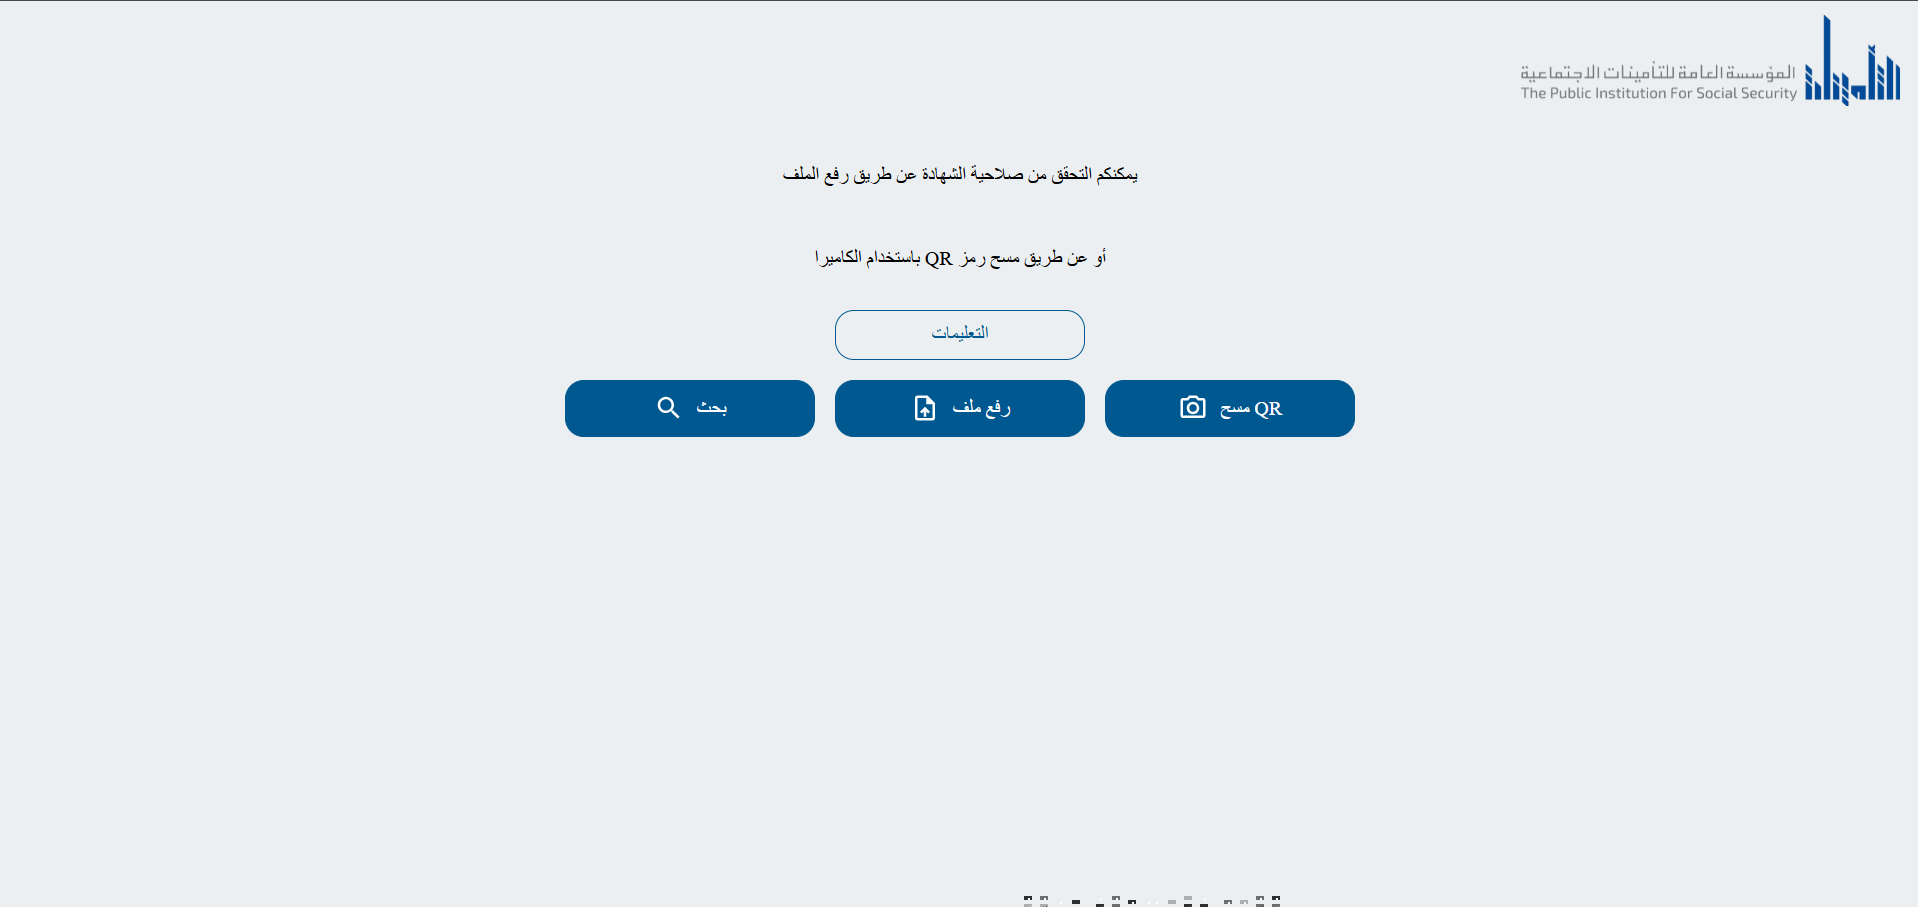 المؤسسة العامة للتأمينات الاجتماعية
The Public Institution For Social Security
يمكنكم التحقق من صلاحية الشهادة عن طريق رفع الملف
أو عن طريق مسح رمز QR باستخدام الكاميرا
التعليمات
مسح QR
رفع ملف
بحث